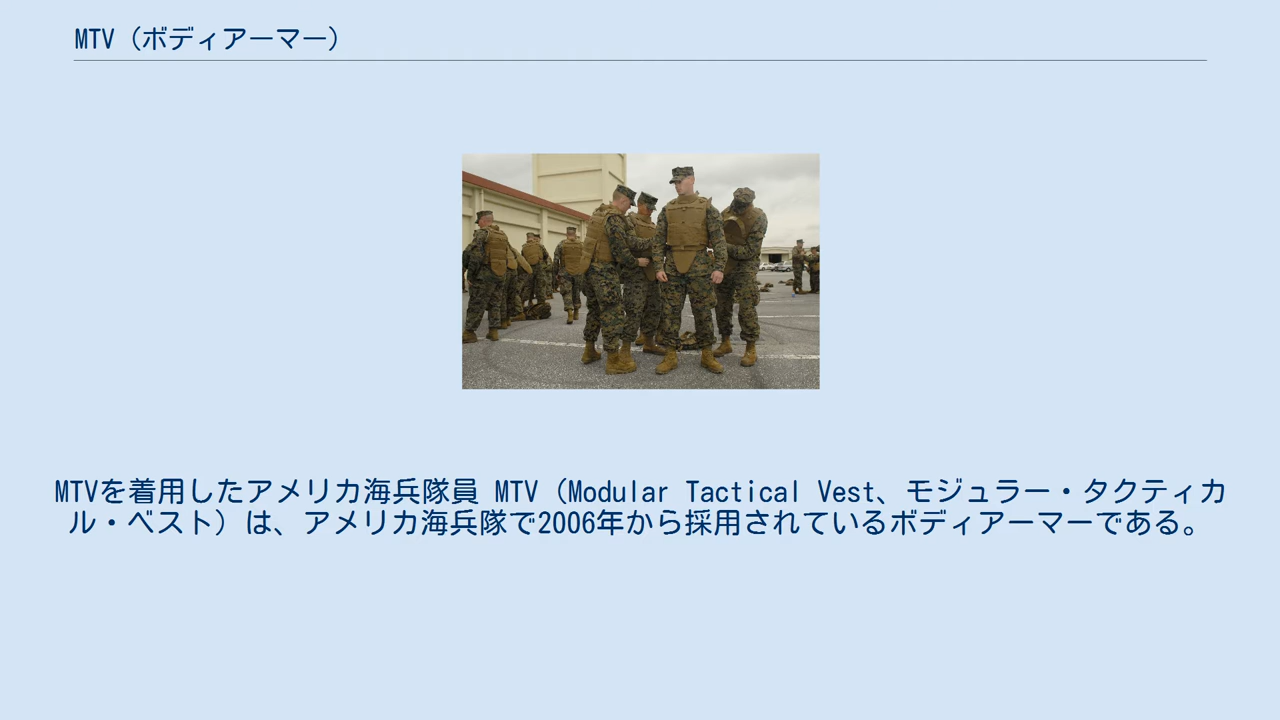 MTV（ボディアーマー）
MTVを着用したアメリカ海兵隊員 MTV（Modular Tactical Vest、モジュラー・タクティカ
ル・ベスト）は、アメリカ海兵隊で2006年から採用されているボディアーマーである。